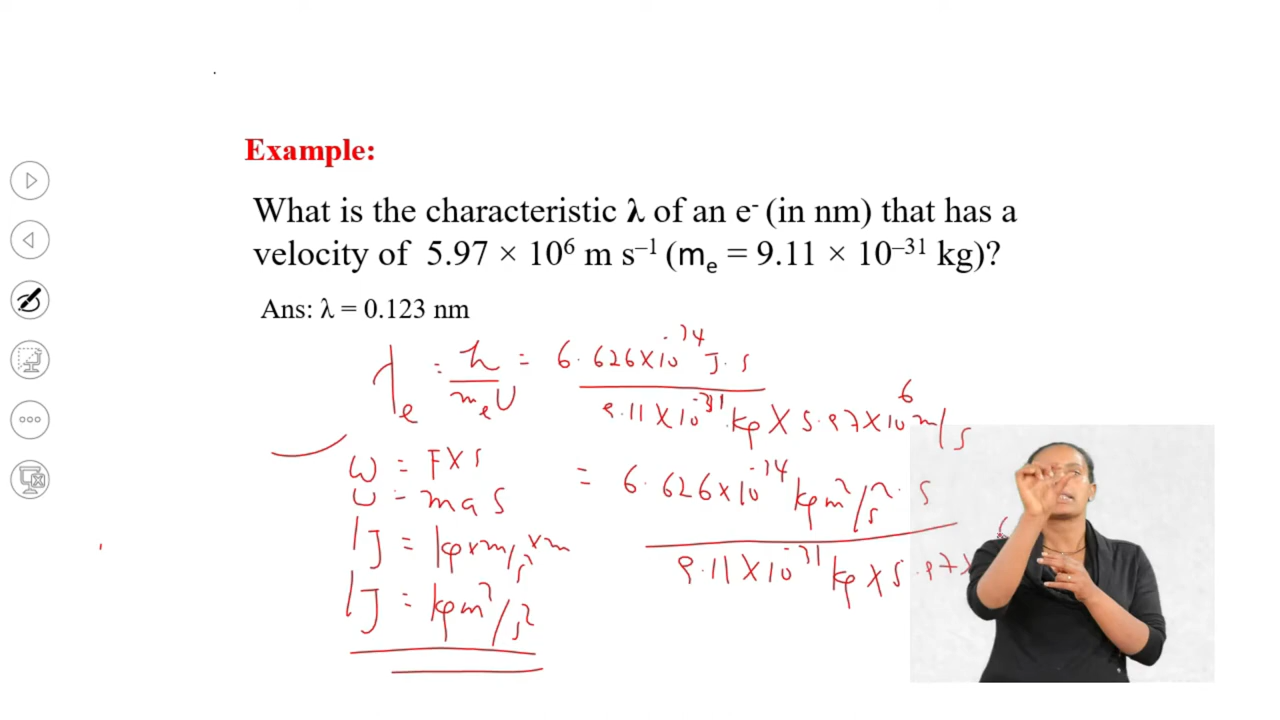 Example:
What is the characteristic λ of an e⁻ (in nm) that has a
velocity of 5.97 × 10⁶ m s⁻¹ (mₑ = 9.11 × 10⁻³¹ kg)?
Ans: λ = 0.123 nm
λₑ = h / mₑU = 6.626×10⁻³⁴ J·s / 9.11×10⁻³¹ kg × 5.97×10⁶ m/s
= 6.626×10⁻³⁴ kg m²/s² · s / 9.11×10⁻³¹ kg × 5.97×
W = F×S
W = m a S
1J = kg×m/s²×m
1J = kg m²/s²